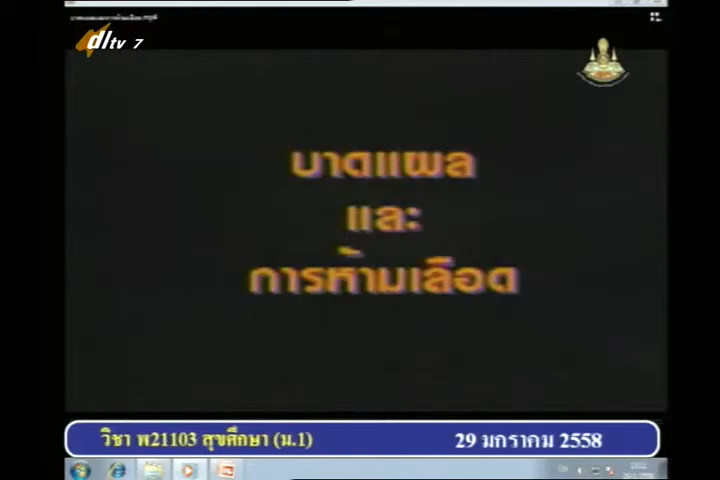 dltv 7
บาดแผล
และ
การห้ามเลือด
วิชา พ21103 สุขศึกษา (ม.1)
29 มกราคม 2558